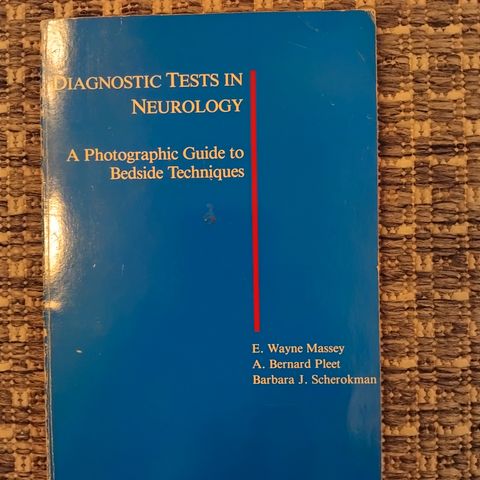 DIAGNOSTIC TESTS IN
NEUROLOGY
A Photographic Guide to
Bedside Techniques
E. Wayne Massey
A. Bernard Pleet
Barbara J. Scherokman